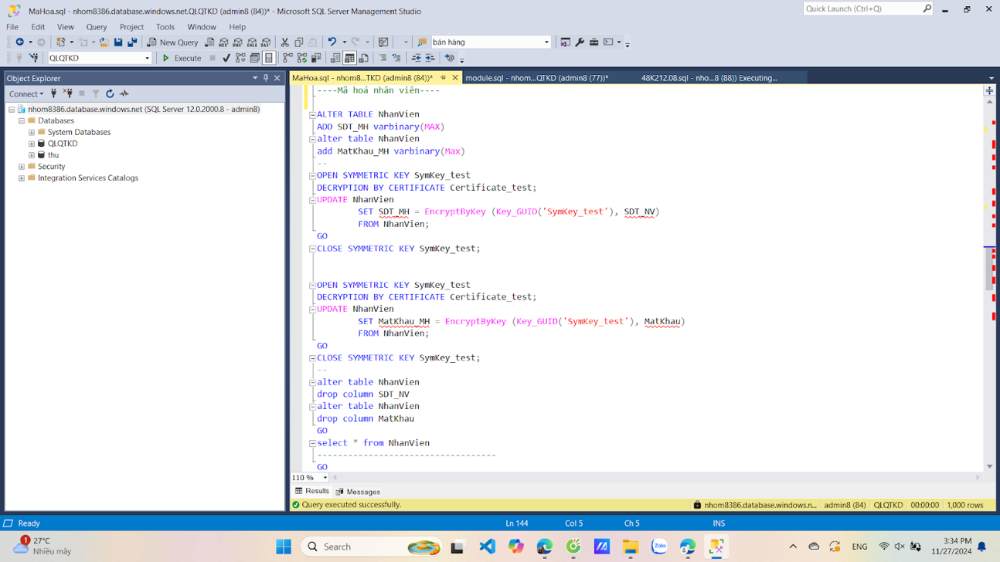 MaHoa.sql - nhom8386.database.windows.net.QLQTKD (admin8 (84))* - Microsoft SQL Server Management Studio
Quick Launch (Ctrl+Q)
File Edit View Query Project Tools Window Help
New Query
bán hàng
QLQTKD
Execute
Object Explorer
MaHoa.sql - nhom8...TKD (admin8 (84))*
module.sql - nhom...QTKD (admin8 (77))*
48K212.08.sql - nho...8 (88)) Executing...
Connect
nhom8386.database.windows.net (SQL Server 12.0.2000.8 - admin8)
Databases
System Databases
QLQTKD
thu
Security
Integration Services Catalogs
----Mã hoá nhân viên----
ALTER TABLE NhanVien
ADD SDT_MH varbinary(MAX)
alter table NhanVien
add MatKhau_MH varbinary(Max)
--
OPEN SYMMETRIC KEY SymKey_test
DECRYPTION BY CERTIFICATE Certificate_test;
UPDATE NhanVien
SET SDT_MH = EncryptByKey (Key_GUID('SymKey_test'), SDT_NV)
FROM NhanVien;
GO
CLOSE SYMMETRIC KEY SymKey_test;
OPEN SYMMETRIC KEY SymKey_test
DECRYPTION BY CERTIFICATE Certificate_test;
UPDATE NhanVien
SET MatKhau_MH = EncryptByKey (Key_GUID('SymKey_test'), MatKhau)
FROM NhanVien;
GO
CLOSE SYMMETRIC KEY SymKey_test;
--
alter table NhanVien
drop column SDT_NV
alter table NhanVien
drop column MatKhau
GO
select * from NhanVien
-----------------------------------
GO
110 %
Results Messages
Query executed successfully.
nhom8386.database.windows.n... admin8 (84) QLQTKD 00:00:00 1,000 rows
Ready Ln 144 Col 5 Ch 5 INS
1
27°C
Nhiều mây
Search
Zalo
ENG
3:34 PM
11/27/2024